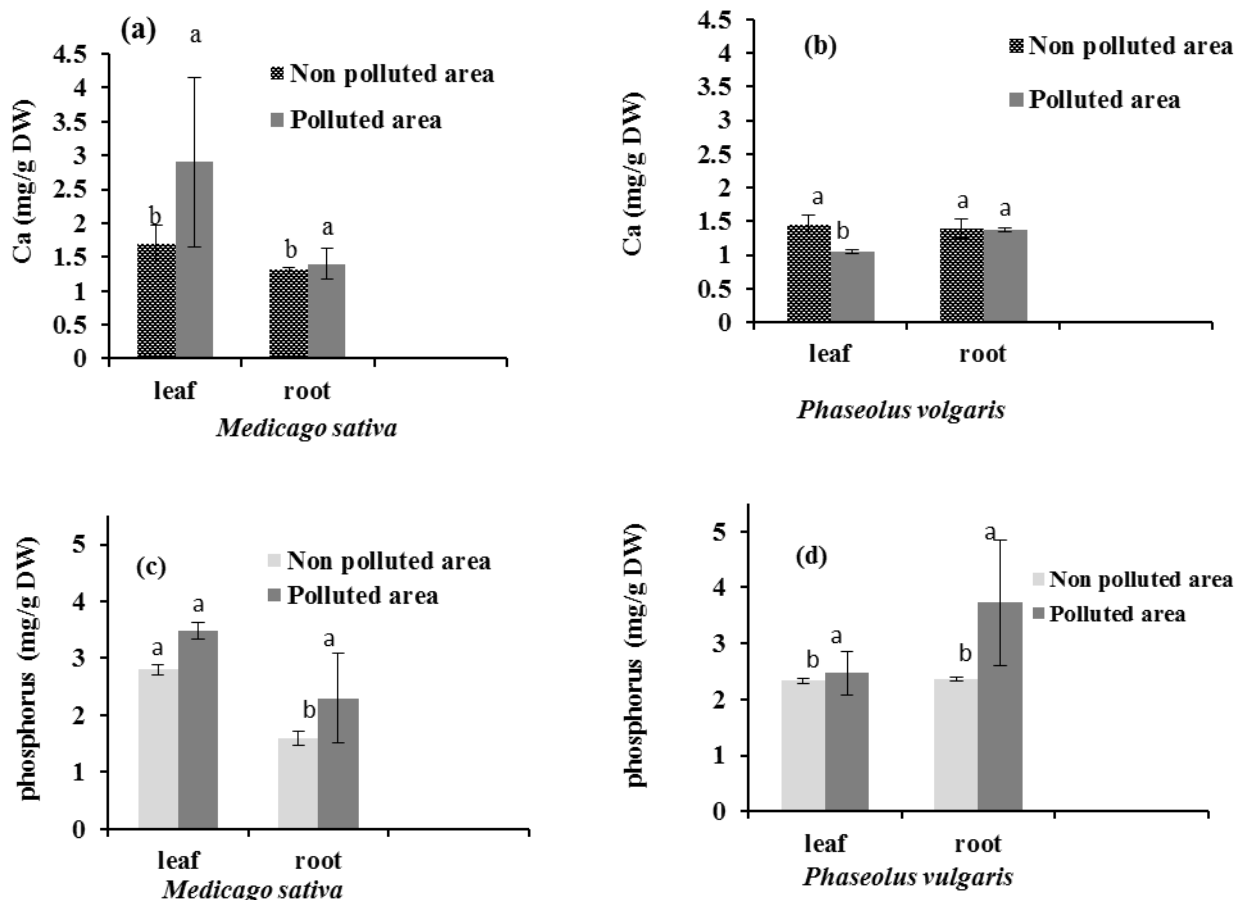 (a)
a
4.5
4
3.5
3
2.5
2
1.5
1
0.5
0
Ca (mg/g DW)
Non polluted area
Polluted area
b
b
a
leaf
root
Medicago sativa
(b)
4.5
4
3.5
3
2.5
2
1.5
1
0.5
0
Ca (mg/g DW)
Non polluted area
Polluted area
a
b
a
a
leaf
root
Phaseolus volgaris
(c)
5
4
3
2
1
0
phosphorus (mg/g DW)
Non polluted area
Polluted area
a
a
b
a
leaf
root
Medicago sativa
(d)
5
4
3
2
1
0
phosphorus (mg/g DW)
Non polluted area
Polluted area
b
a
b
a
leaf
root
Phaseolus vulgaris